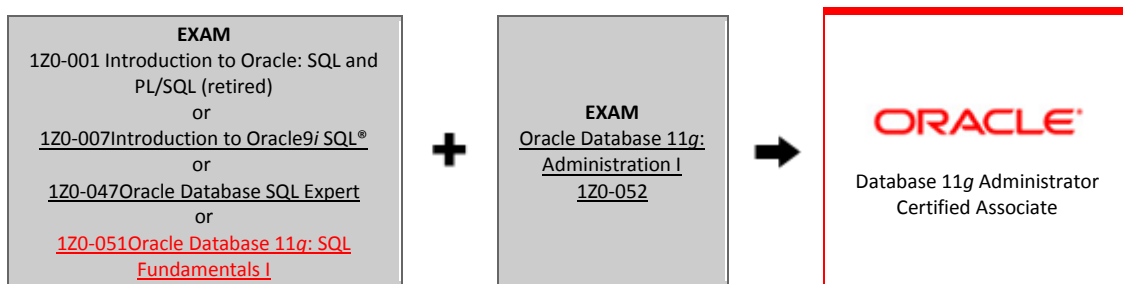 EXAM
1Z0-001 Introduction to Oracle: SQL and
PL/SQL (retired)
or
1Z0-007Introduction to Oracle9i SQL®
or
1Z0-047Oracle Database SQL Expert
or
1Z0-051Oracle Database 11g: SQL
Fundamentals I
EXAM
Oracle Database 11g:
Administration I
1Z0-052
ORACLE
Database 11g Administrator
Certified Associate